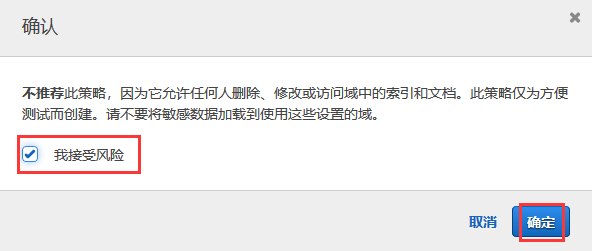 确认
不推荐此策略，因为它允许任何人删除、修改或访问域中的索引和文档。此策略仅为方便
测试而创建。请不要将敏感数据加载到使用这些设置的域。
我接受风险
取消 确定